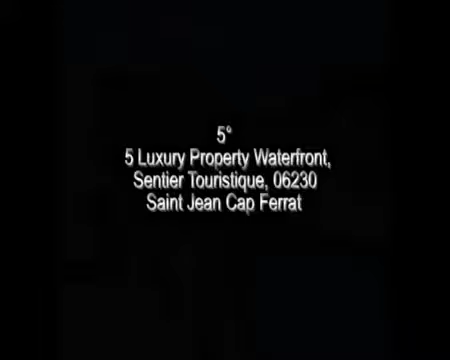 5°
5 Luxury Property Waterfront,
Sentier Touristique, 06230
Saint Jean Cap Ferrat